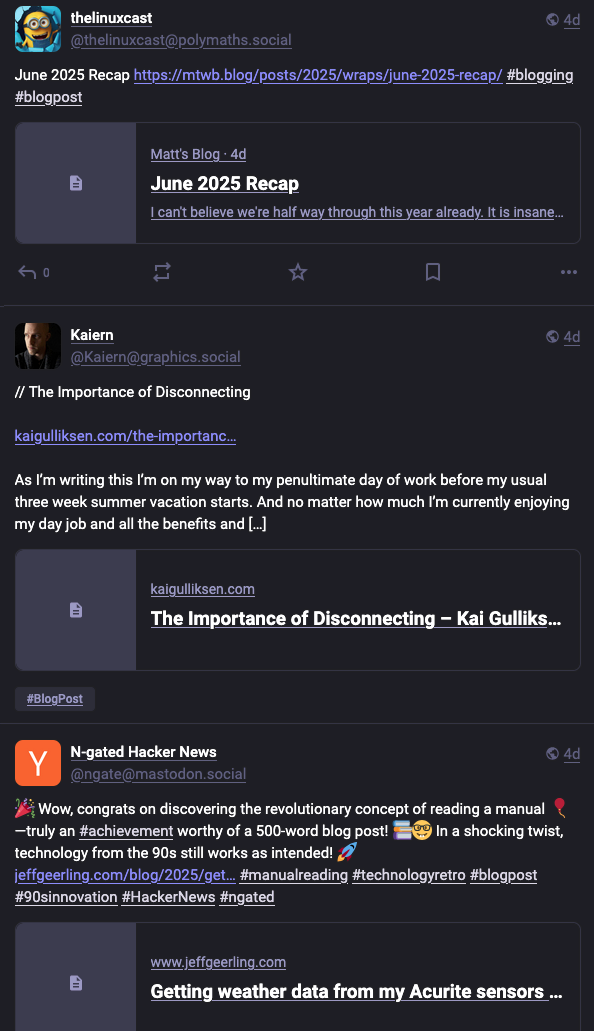 thelinuxcast
4d
@thelinuxcast@polymaths.social
June 2025 Recap https://mtwb.blog/posts/2025/wraps/june-2025-recap/ #blogging
#blogpost
Matt's Blog · 4d
June 2025 Recap
I can't believe we're half way through this year already. It is insane…
0
Kaiern
4d
@Kaiern@graphics.social
// The Importance of Disconnecting
kaigulliksen.com/the-importanc…
As I’m writing this I’m on my way to my penultimate day of work before my usual
three week summer vacation starts. And no matter how much I’m currently enjoying
my day job and all the benefits and […]
kaigulliksen.com
The Importance of Disconnecting – Kai Gulliks…
#BlogPost
Y
N-gated Hacker News
4d
@ngate@mastodon.social
🎉 Wow, congrats on discovering the revolutionary concept of reading a manual 🎈
—truly an #achievement worthy of a 500-word blog post! 📚🤓 In a shocking twist,
technology from the 90s still works as intended! 🚀
jeffgeerling.com/blog/2025/get… #manualreading #technologyretro #blogpost
#90sinnovation #HackerNews #ngated
www.jeffgeerling.com
Getting weather data from my Acurite sensors …